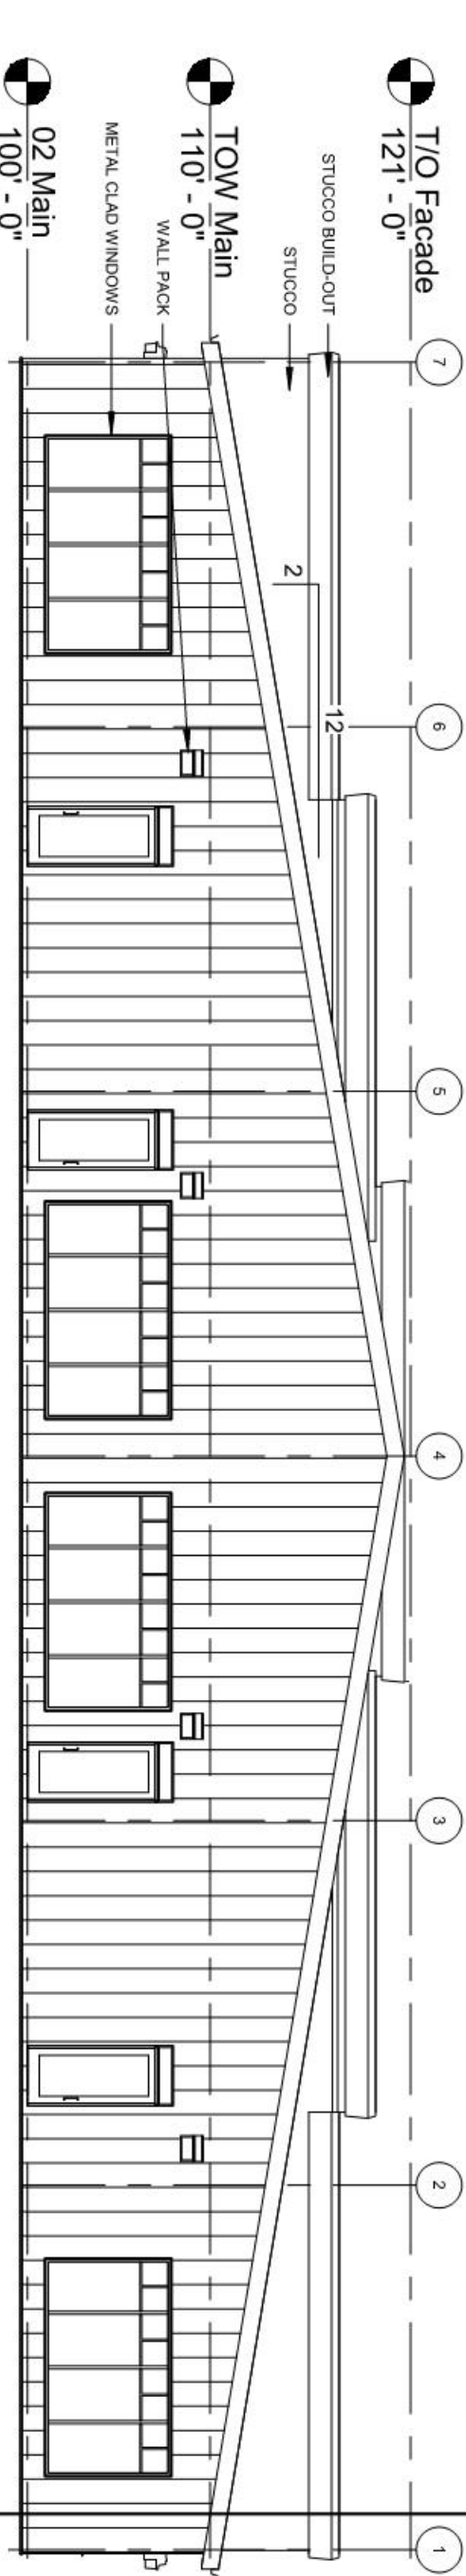 T/O Facade
121' - 0"
TOW Main
110' - 0"
02 Main
100' - 0"
STUCCO BUILD-OUT
STUCCO
WALL PACK
METAL CLAD WINDOWS
7
6
5
4
3
2
1
2
12